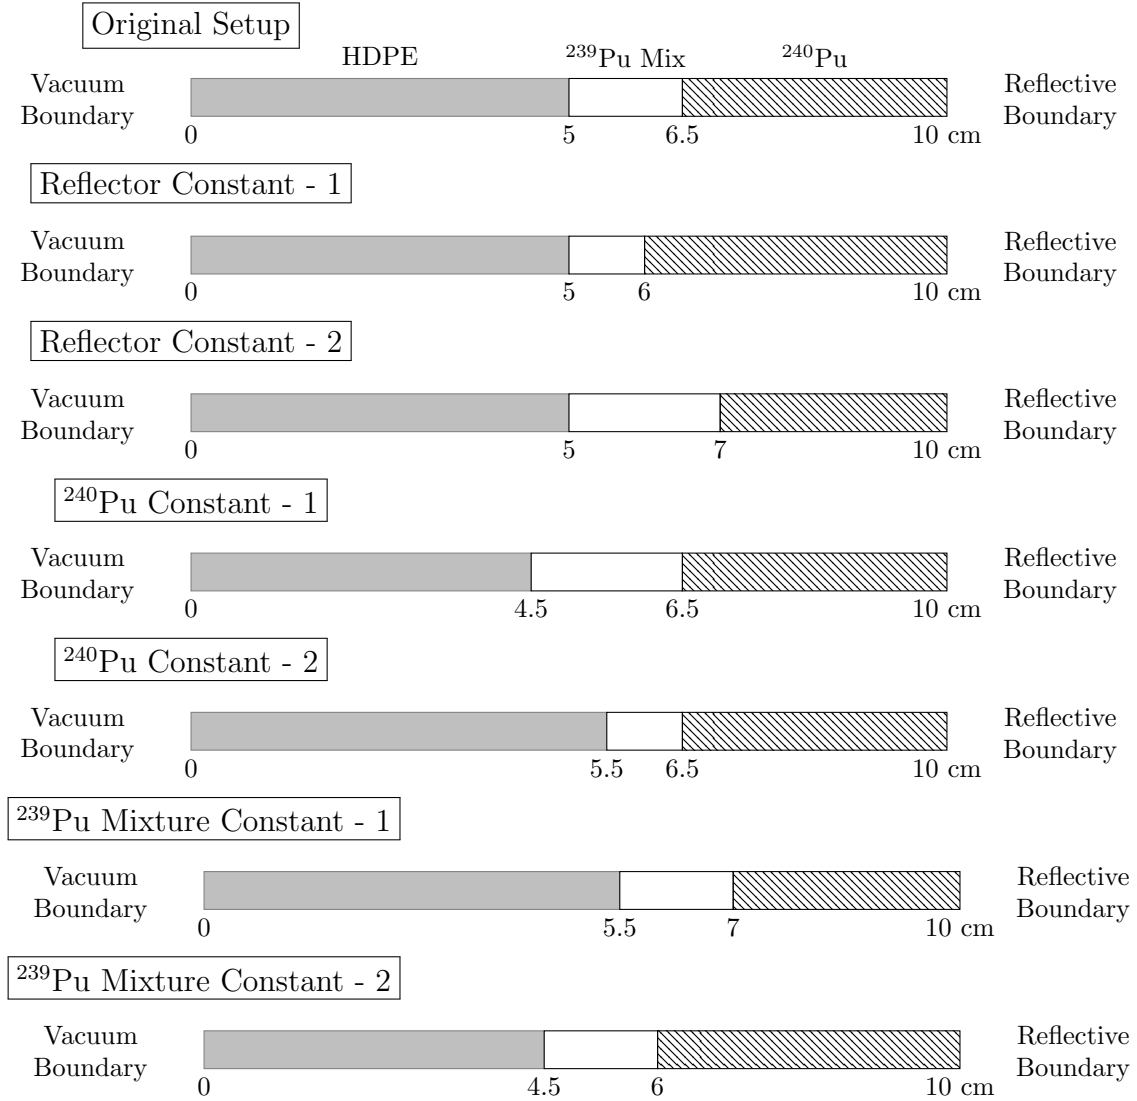 Original Setup
HDPE ²³⁹Pu Mix ²⁴⁰Pu
Vacuum Boundary
Reflective Boundary
0 5 6.5 10 cm
Reflector Constant - 1
Vacuum Boundary
Reflective Boundary
0 5 6 10 cm
Reflector Constant - 2
Vacuum Boundary
Reflective Boundary
0 5 7 10 cm
²⁴⁰Pu Constant - 1
Vacuum Boundary
Reflective Boundary
0 4.5 6.5 10 cm
²⁴⁰Pu Constant - 2
Vacuum Boundary
Reflective Boundary
0 5.5 6.5 10 cm
²³⁹Pu Mixture Constant - 1
Vacuum Boundary
Reflective Boundary
0 5.5 7 10 cm
²³⁹Pu Mixture Constant - 2
Vacuum Boundary
Reflective Boundary
0 4.5 6 10 cm